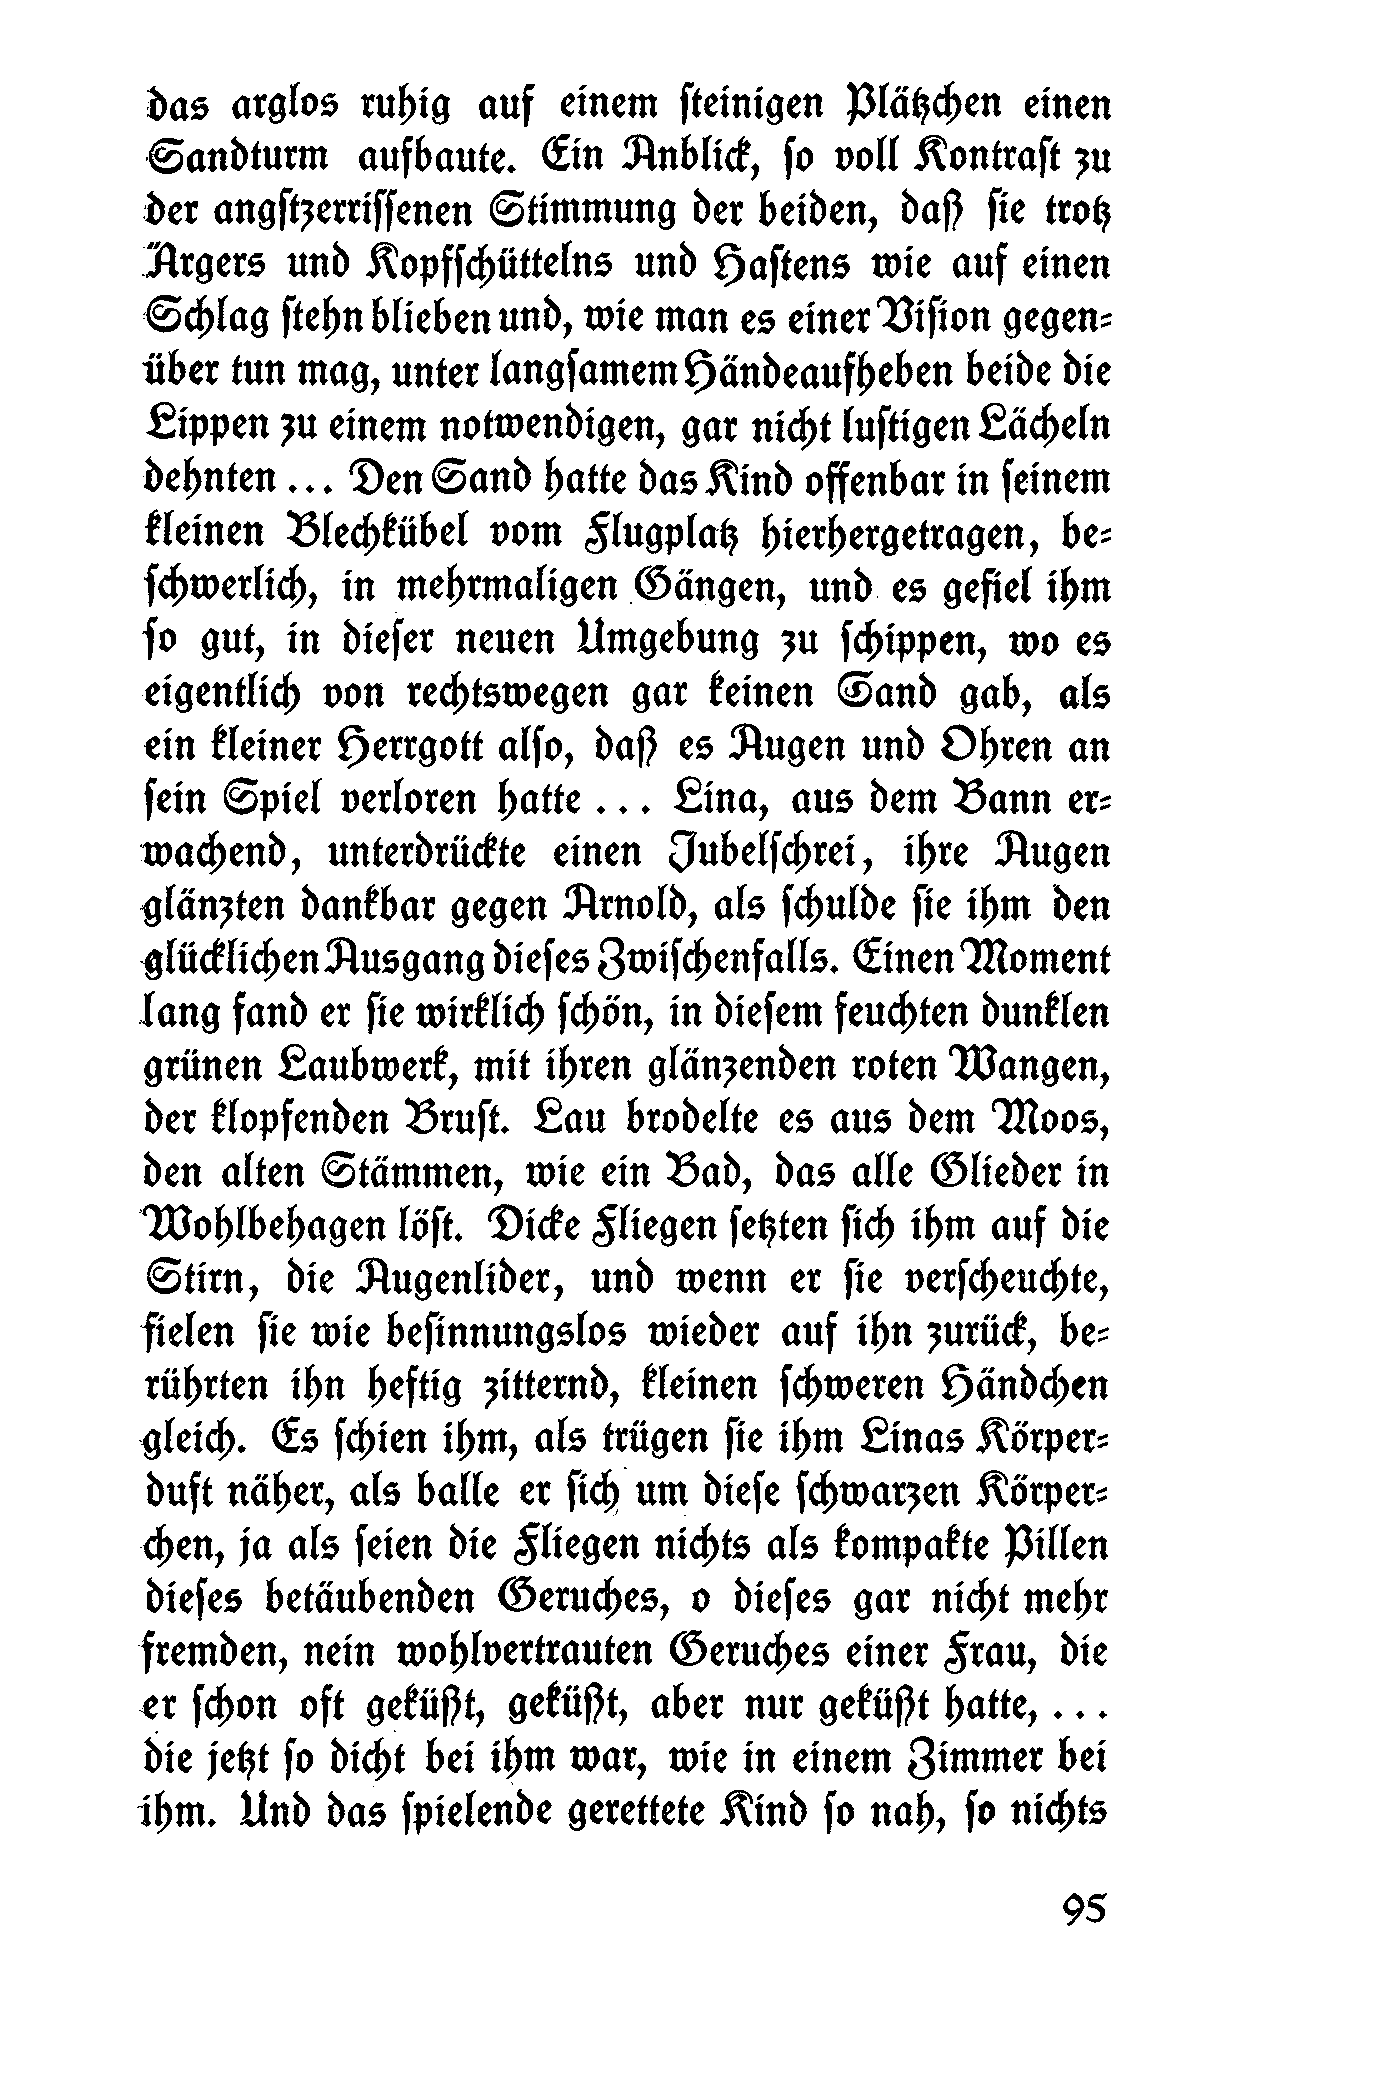 das arglos ruhig auf einem steinigen Plätzchen einen
Sandturm aufbaute. Ein Anblick, so voll Kontrast zu
der angstzerrissenen Stimmung der beiden, daß sie trotz
Ärgers und Kopfschüttelns und Hastens wie auf einen
Schlag stehn blieben und, wie man es einer Vision gegen-
über tun mag, unter langsamem Händeaufheben beide die
Lippen zu einem notwendigen, gar nicht lustigen Lächeln
dehnten ... Den Sand hatte das Kind offenbar in seinem
kleinen Blechkübel vom Flugplatz hierhergetragen, be-
schwerlich, in mehrmaligen Gängen, und es gefiel ihm
so gut, in dieser neuen Umgebung zu schippen, wo es
eigentlich von rechtswegen gar keinen Sand gab, als
ein kleiner Herrgott also, daß es Augen und Ohren an
sein Spiel verloren hatte ... Lina, aus dem Bann er-
wachend, unterdrückte einen Jubelschrei, ihre Augen
glänzten dankbar gegen Arnold, als schulde sie ihm den
glücklichen Ausgang dieses Zwischenfalls. Einen Moment
lang fand er sie wirklich schön, in diesem feuchten dunklen
grünen Laubwerk, mit ihren glänzenden roten Wangen,
der klopfenden Brust. Lau brodelte es aus dem Moos,
den alten Stämmen, wie ein Bad, das alle Glieder in
Wohlbehagen löst. Dicke Fliegen setzten sich ihm auf die
Stirn, die Augenlider, und wenn er sie verscheuchte,
fielen sie wie besinnungslos wieder auf ihn zurück, be-
rührten ihn heftig zitternd, kleinen schweren Händchen
gleich. Es schien ihm, als trügen sie ihm Linas Körper-
duft näher, als balle er sich um diese schwarzen Körper-
chen, ja als seien die Fliegen nichts als kompakte Pillen
dieses betäubenden Geruches, o dieses gar nicht mehr
fremden, nein wohlvertrauten Geruches einer Frau, die
er schon oft geküßt, geküßt, aber nur geküßt hatte, ...
die jetzt so dicht bei ihm war, wie in einem Zimmer bei
ihm. Und das spielende gerettete Kind so nah, so nichts
95